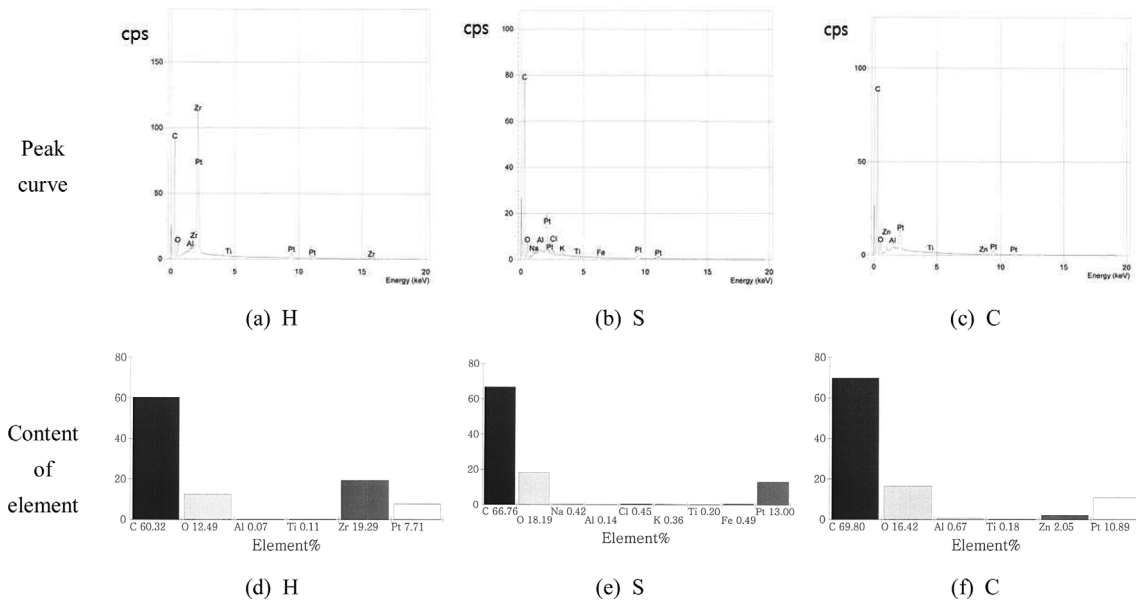 cps
150
100
50
0
Zr
C
Pt
O
Zr
Al
Ti
Pt
Pt
Zr
0
5
10
15
20
Energy (keV)
(a) H
cps
100
80
60
40
20
0
C
Pt
O
Na
Al
Pt
Cl
K
Ti
Fe
Pt
Pt
0
5
10
15
20
Energy (keV)
(b) S
cps
100
50
0
C
O
Zn
Al
Pt
Ti
Zn
Pt
Pt
0
5
10
15
20
Energy (keV)
(c) C
Peak
curve
80
60
40
20
0
C 60.32
O 12.49
Al 0.07
Ti 0.11
Zr 19.29
Pt 7.71
Element%
(d) H
80
60
40
20
0
C 66.76
O 18.19
Na 0.42
Al 0.14
Cl 0.45
K 0.36
Ti 0.20
Fe 0.49
Pt 13.00
Element%
(e) S
80
60
40
20
0
C 69.80
O 16.42
Al 0.67
Ti 0.18
Zn 2.05
Pt 10.89
Element%
(f) C
Content
of
element